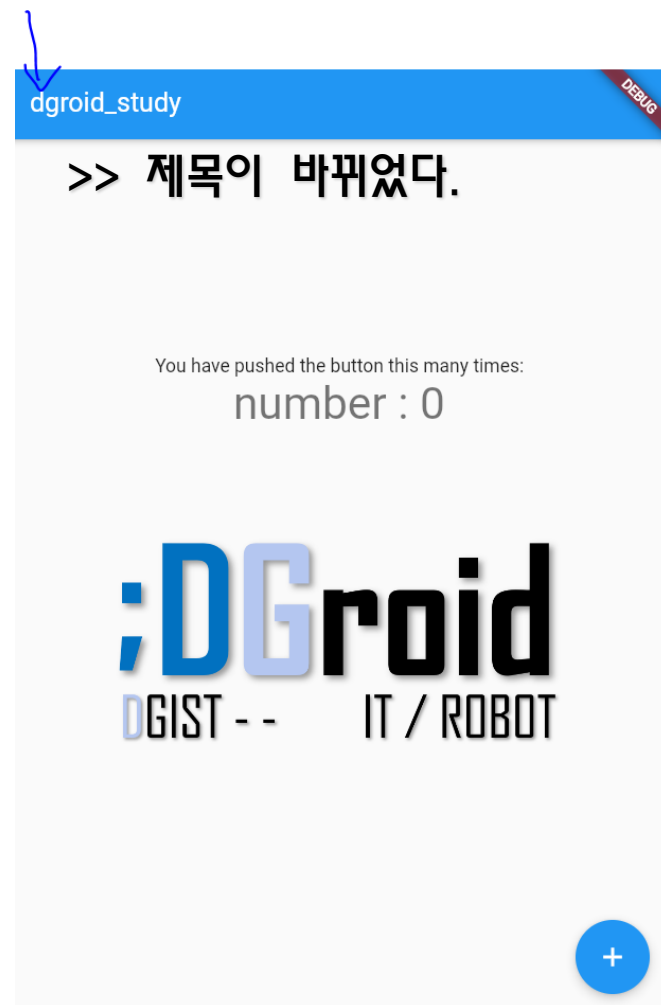 dgroid_study
DEBUG
>> 제목이 바뀌었다.
You have pushed the button this many times:
number : 0
;DGroid
DGIST - - IT / ROBOT
+